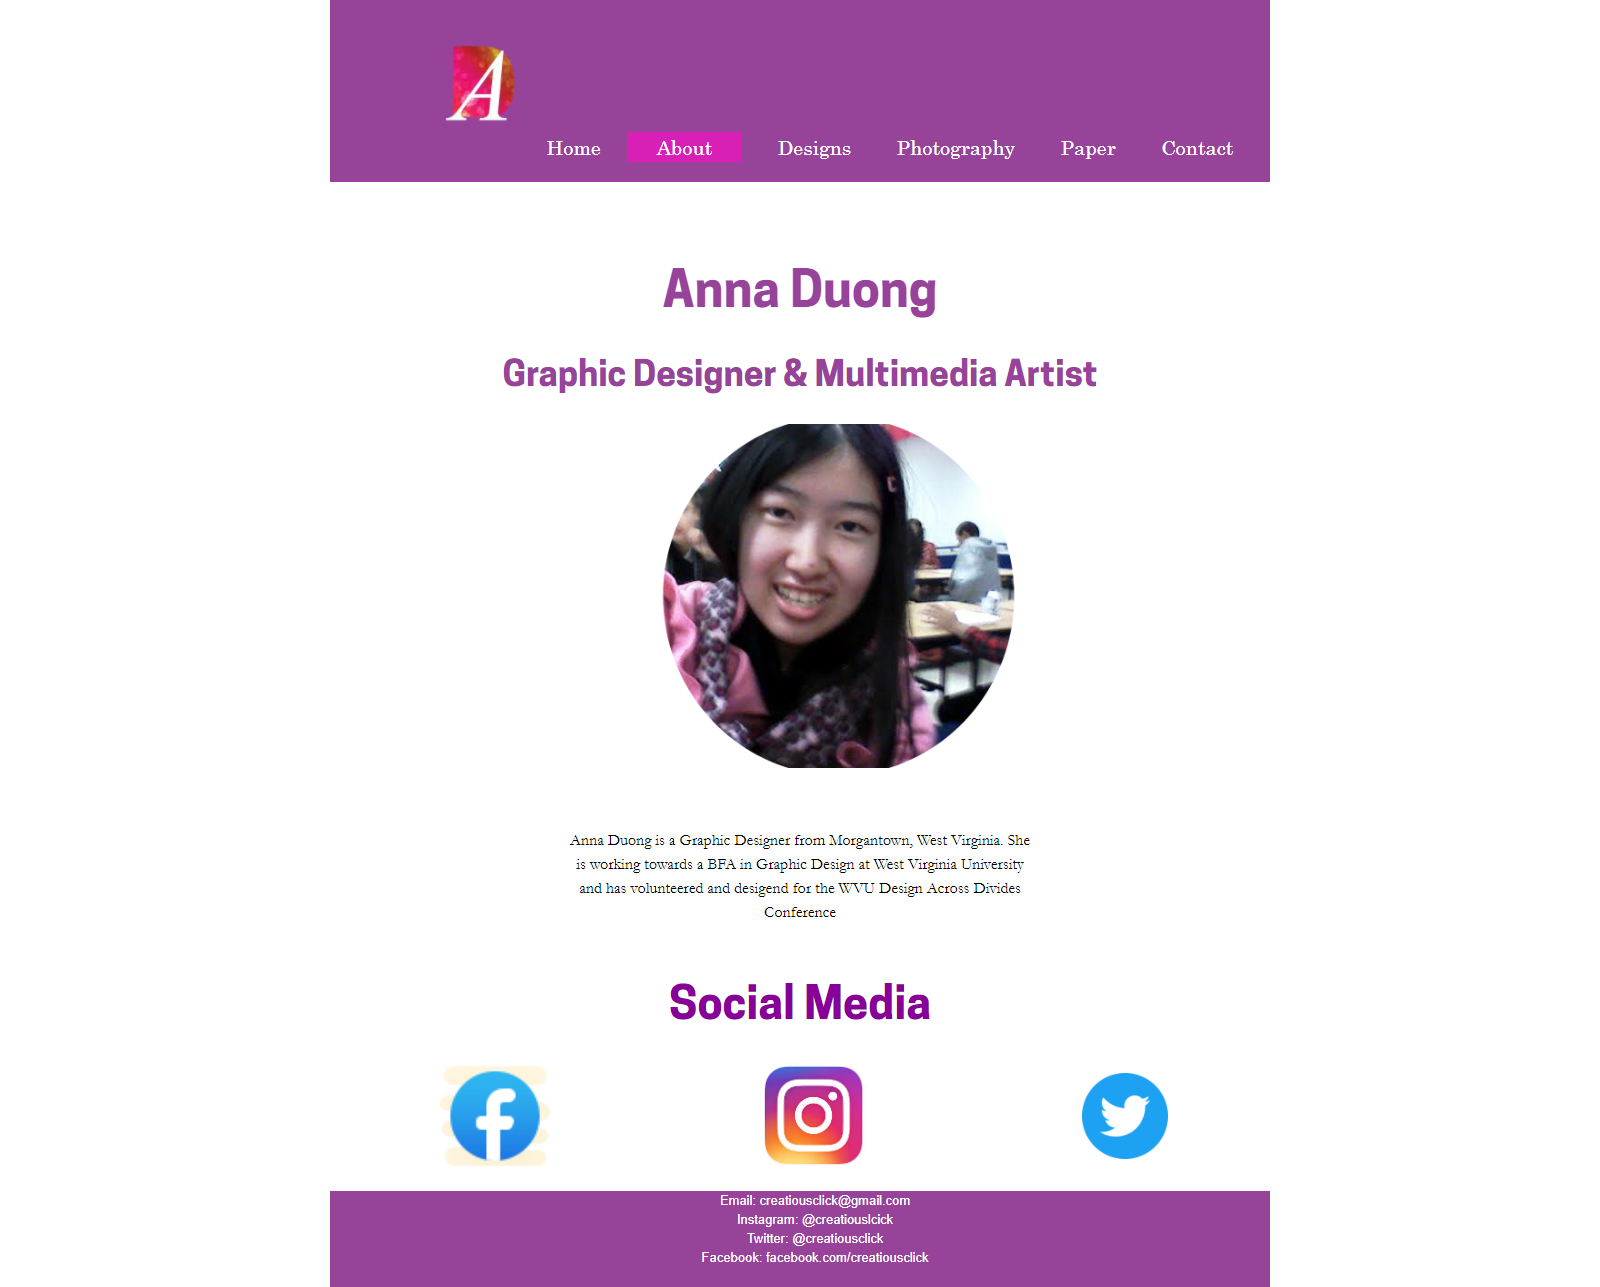 DA
Home About Designs Photography Paper Contact
Anna Duong
Graphic Designer & Multimedia Artist
Anna Duong is a Graphic Designer from Morgantown, West Virginia. She
is working towards a BFA in Graphic Design at West Virginia University
and has volunteered and desigend for the WVU Design Across Divides
Conference
Social Media
Email: creatiousclick@gmail.com
Instagram: @creatiouslcick
Twitter: @creatiousclick
Facebook: facebook.com/creatiousclick